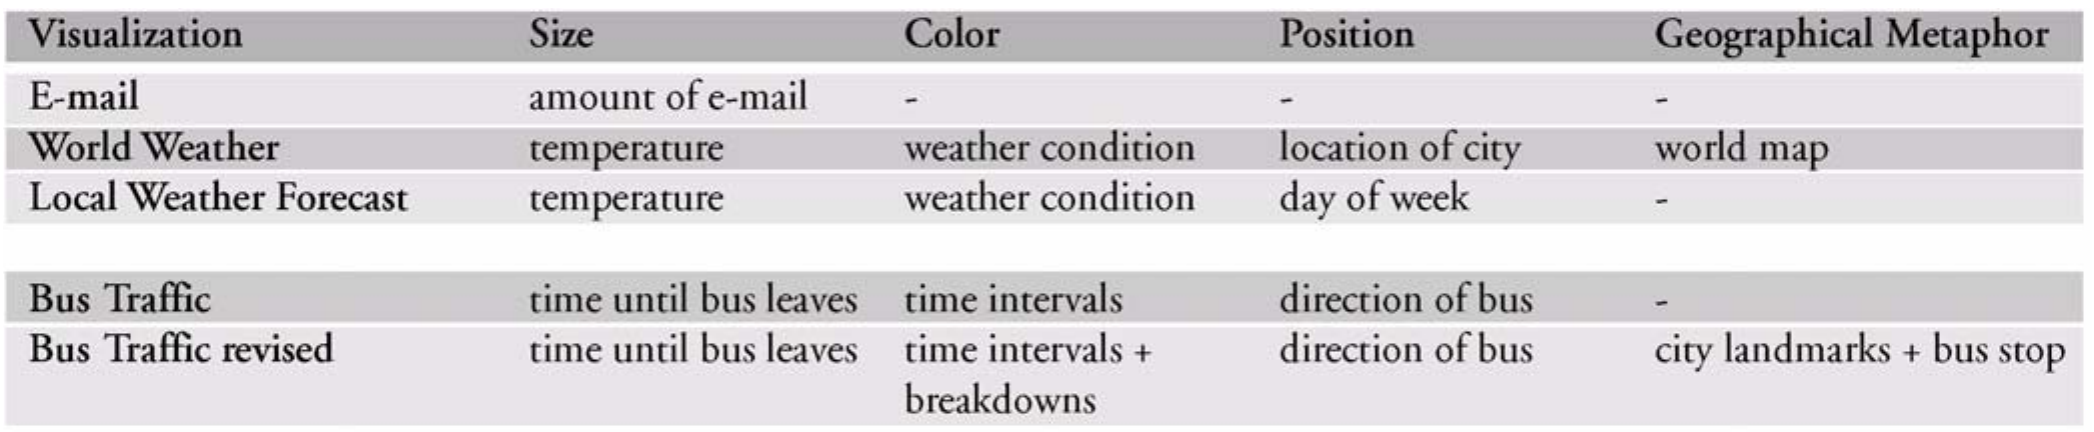 Visualization Size Color Position Geographical Metaphor
E-mail amount of e-mail - - -
World Weather temperature weather condition location of city world map
Local Weather Forecast temperature weather condition day of week -
Bus Traffic time until bus leaves time intervals direction of bus -
Bus Traffic revised time until bus leaves time intervals + direction of bus city landmarks + bus stop
breakdowns